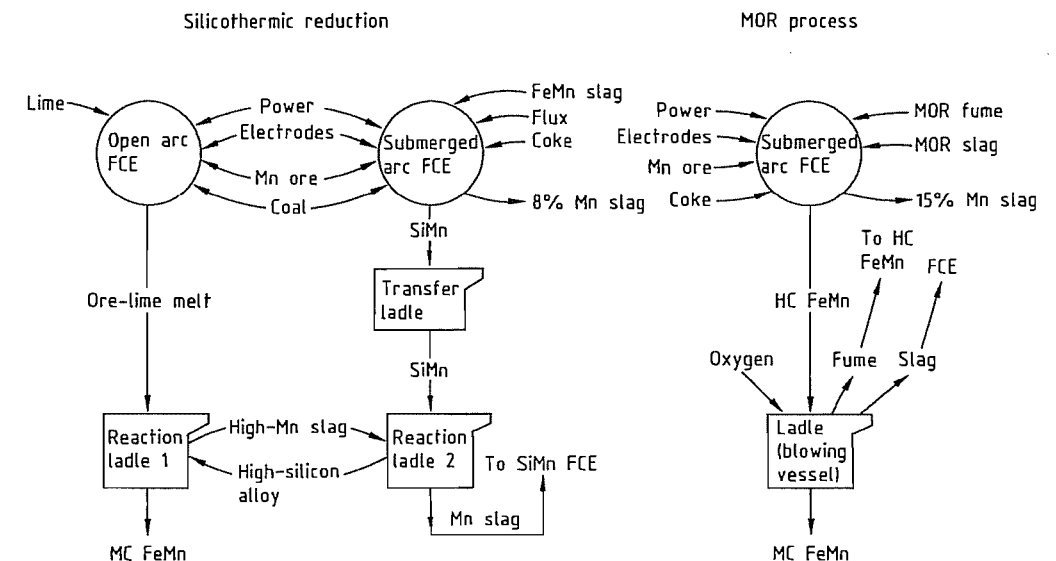 Silicothermic reduction
MOR process
Lime
Open arc
FCE
Power
Electrodes
Mn ore
Coal
Submerged
arc FCE
FeMn slag
Flux
Coke
8% Mn slag
SiMn
Transfer
ladle
SiMn
Ore-lime melt
Reaction
ladle 1
High-Mn slag
High-silicon
alloy
Reaction
ladle 2
To SiMn FCE
Mn slag
MC FeMn
Power
Electrodes
Mn ore
Coke
Submerged
arc FCE
MOR fume
MOR slag
15% Mn slag
To HC
FeMn
FCE
HC FeMn
Oxygen
Fume
Slag
Ladle
(blowing
vessel)
MC FeMn